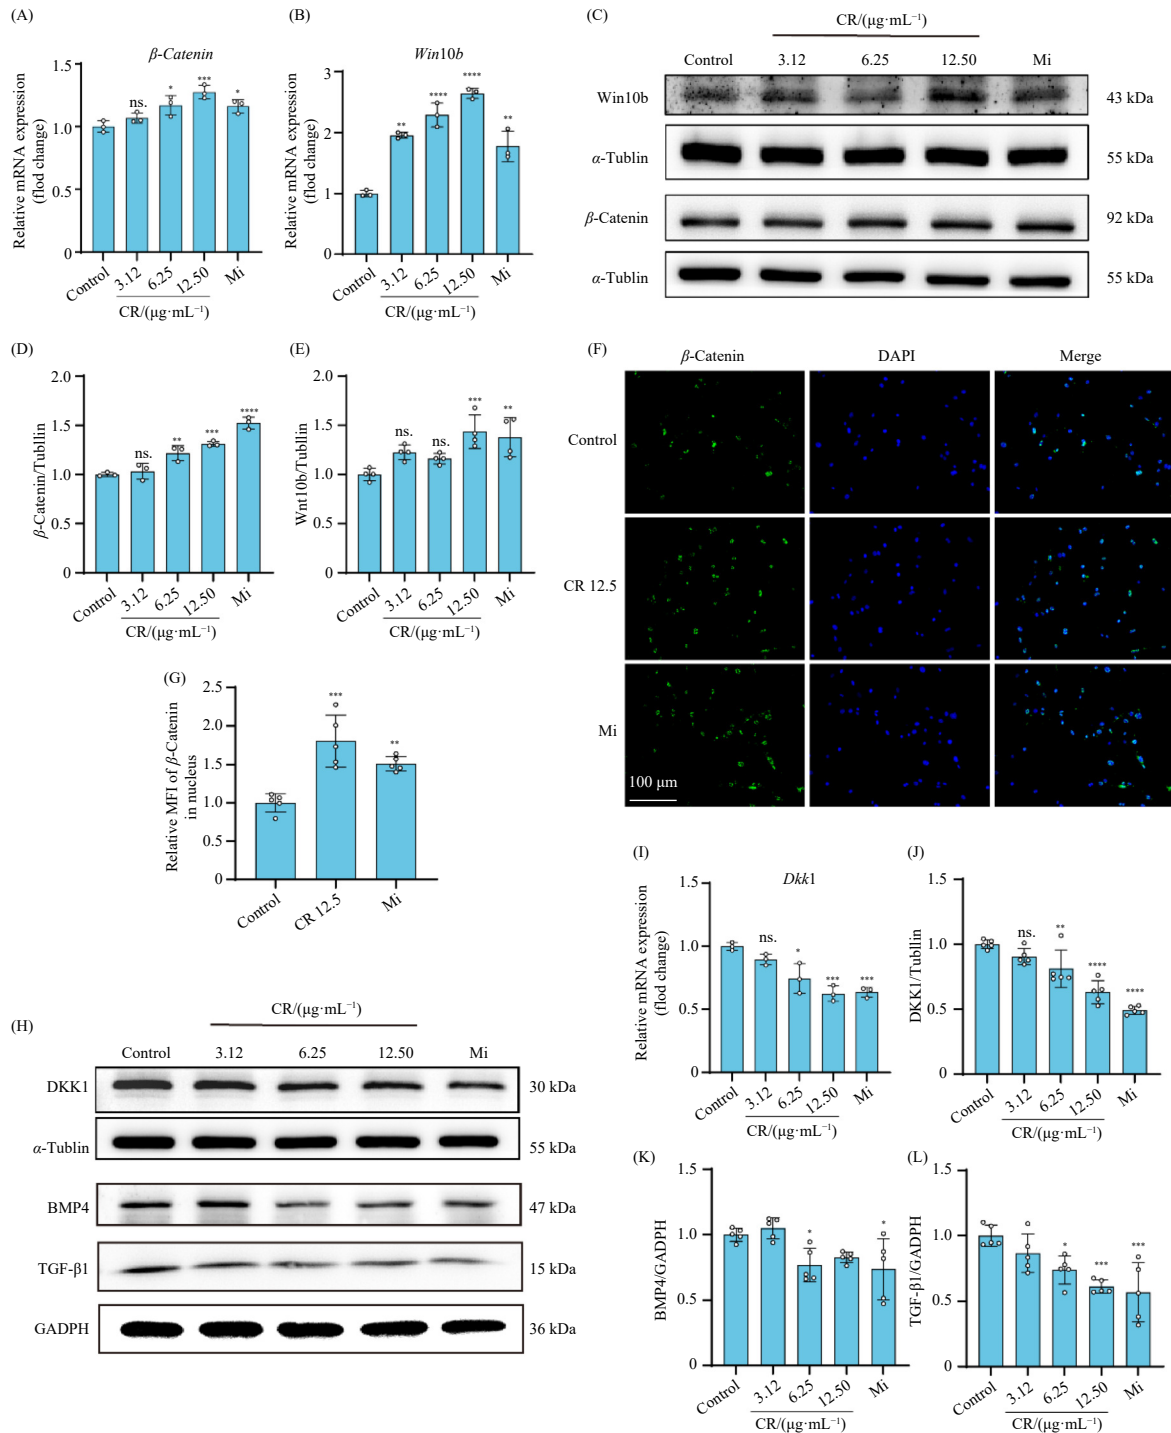 (A)
β-Catenin
Relative mRNA expression
(flod change)
1.5
1.0
0.5
0
ns.
*
***
*
Control
3.12
6.25
12.50
Mi
CR/(μg·mL⁻¹)
(B)
Win10b
Relative mRNA expression
(flod change)
3
2
1
0
**
****
****
**
Control
3.12
6.25
12.50
Mi
CR/(μg·mL⁻¹)
(C)
CR/(μg·mL⁻¹)
Control 3.12 6.25 12.50 Mi
Win10b 43 kDa
α-Tublin 55 kDa
β-Catenin 92 kDa
α-Tublin 55 kDa
(D)
β-Catenin/Tubllin
2.0
1.5
1.0
0.5
0
ns.
**
***
****
Control
3.12
6.25
12.50
Mi
CR/(μg·mL⁻¹)
(E)
Wnt10b/Tubllin
2.0
1.5
1.0
0.5
0
ns.
ns.
***
**
Control
3.12
6.25
12.50
Mi
CR/(μg·mL⁻¹)
(F)
β-Catenin DAPI Merge
Control
CR 12.5
Mi
100 μm
(G)
Relative MFI of β-Catenin
in nucleus
2.5
2.0
1.5
1.0
0.5
0
***
**
Control
CR 12.5
Mi
(H)
CR/(μg·mL⁻¹)
Control 3.12 6.25 12.50 Mi
DKK1 30 kDa
α-Tublin 55 kDa
BMP4 47 kDa
TGF-β1 15 kDa
GADPH 36 kDa
(I)
Dkk1
Relative mRNA expression
(flod change)
1.5
1.0
0.5
0
ns.
*
***
***
Control
3.12
6.25
12.50
Mi
CR/(μg·mL⁻¹)
(J)
DKK1/Tubllin
1.5
1.0
0.5
0
ns.
**
****
****
Control
3.12
6.25
12.50
Mi
CR/(μg·mL⁻¹)
(K)
BMP4/GADPH
1.5
1.0
0.5
0
*
*
Control
3.12
6.25
12.50
Mi
CR/(μg·mL⁻¹)
(L)
TGF-β1/GADPH
1.5
1.0
0.5
0
*
***
***
Control
3.12
6.25
12.50
Mi
CR/(μg·mL⁻¹)